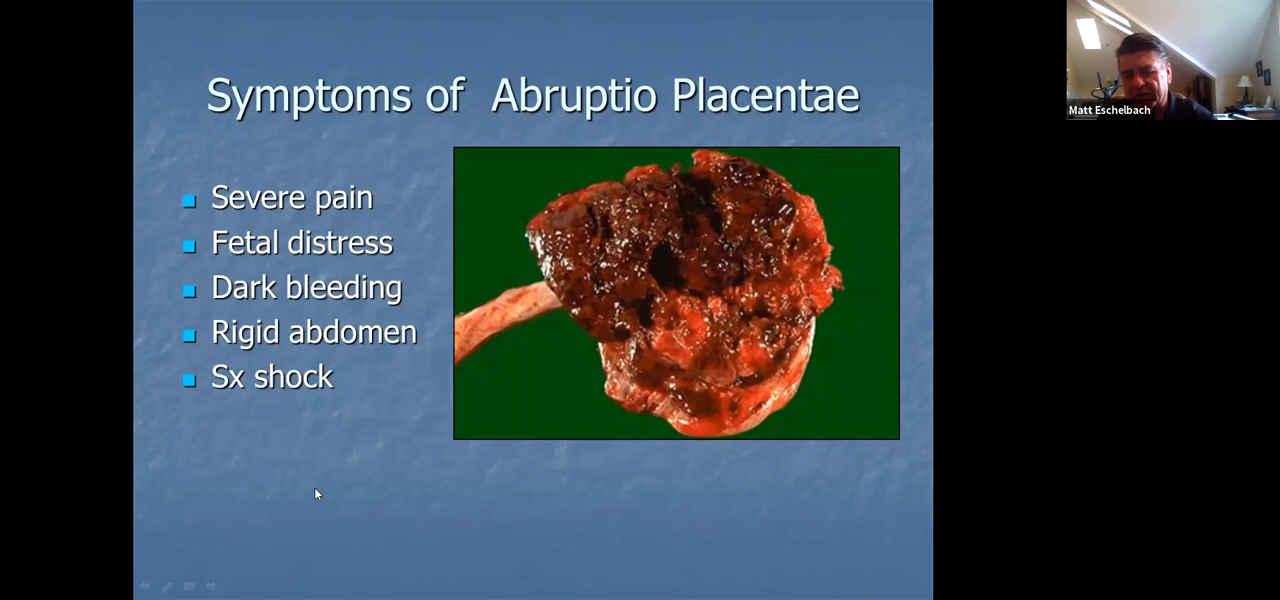 Symptoms of Abruptio Placentae
Severe pain
Fetal distress
Dark bleeding
Rigid abdomen
Sx shock
Matt Eschelbach